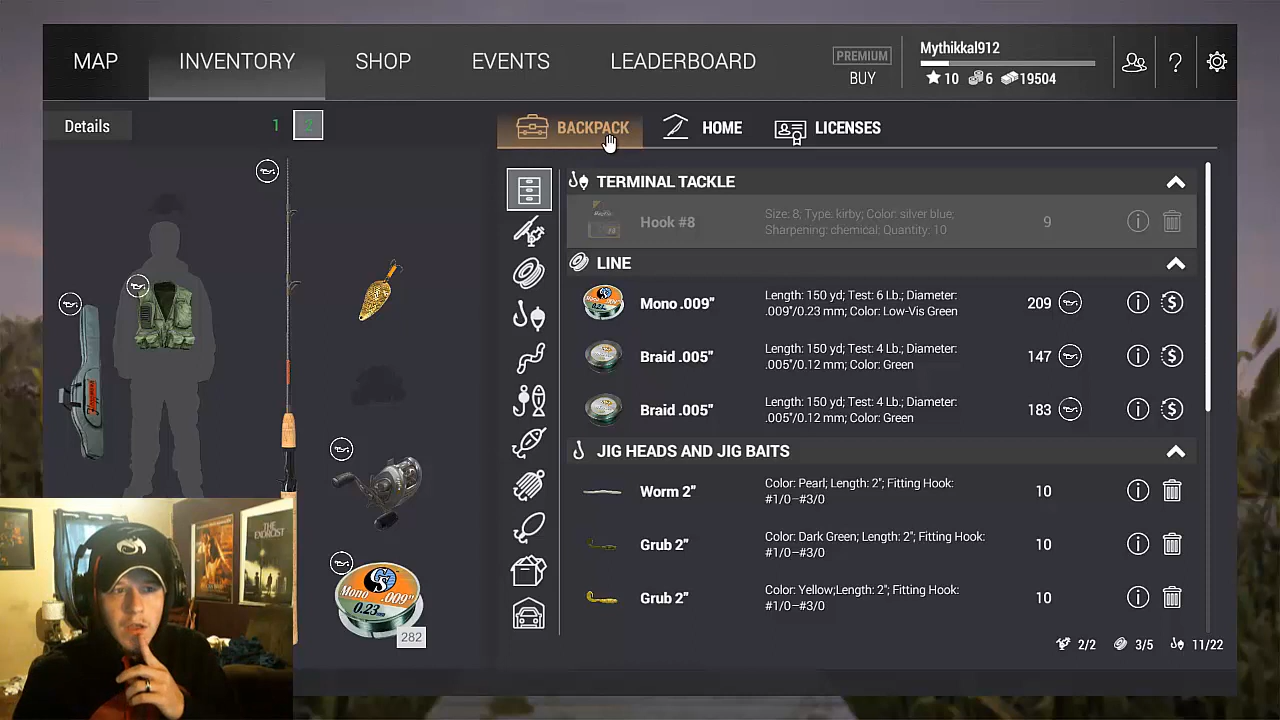 MAP INVENTORY SHOP EVENTS LEADERBOARD PREMIUM BUY Mythikkal912
10 6 19504
Details 1 2
BACKPACK HOME LICENSES
TERMINAL TACKLE
Hook #8 Size: 8; Type: kirby; Color: silver blue; 9
Sharpening: chemical; Quantity: 10
LINE
Mono .009" Length: 150 yd; Test: 6 Lb.; Diameter: 209
.009"/0.23 mm; Color: Low-Vis Green
Braid .005" Length: 150 yd; Test: 4 Lb.; Diameter: 147
.005"/0.12 mm; Color: Green
Braid .005" Length: 150 yd; Test: 4 Lb.; Diameter: 183
.005"/0.12 mm; Color: Green
JIG HEADS AND JIG BAITS
Worm 2" Color: Pearl; Length: 2"; Fitting Hook: 10
#1/0–#3/0
Grub 2" Color: Dark Green; Length: 2"; Fitting Hook: 10
#1/0–#3/0
Grub 2" Color: Yellow;Length: 2"; Fitting Hook: 10
#1/0–#3/0
Mono .009"
0.23
282
THE
EXORCIST
2/2 3/5 11/22